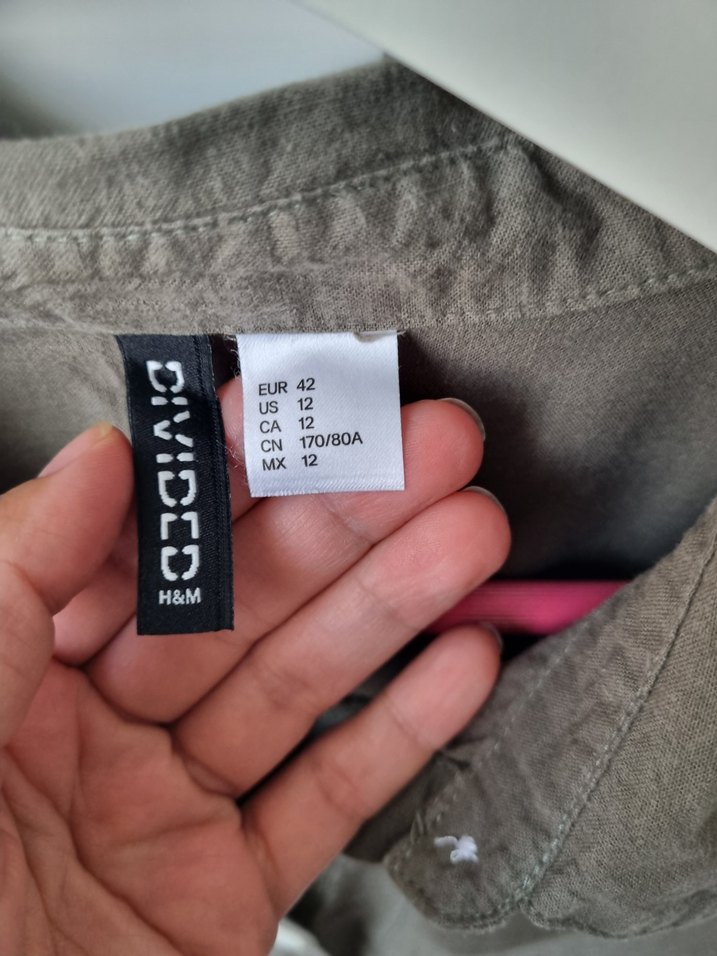 DIVIDED
H&M
EUR 42
US 12
CA 12
CN 170/80A
MX 12